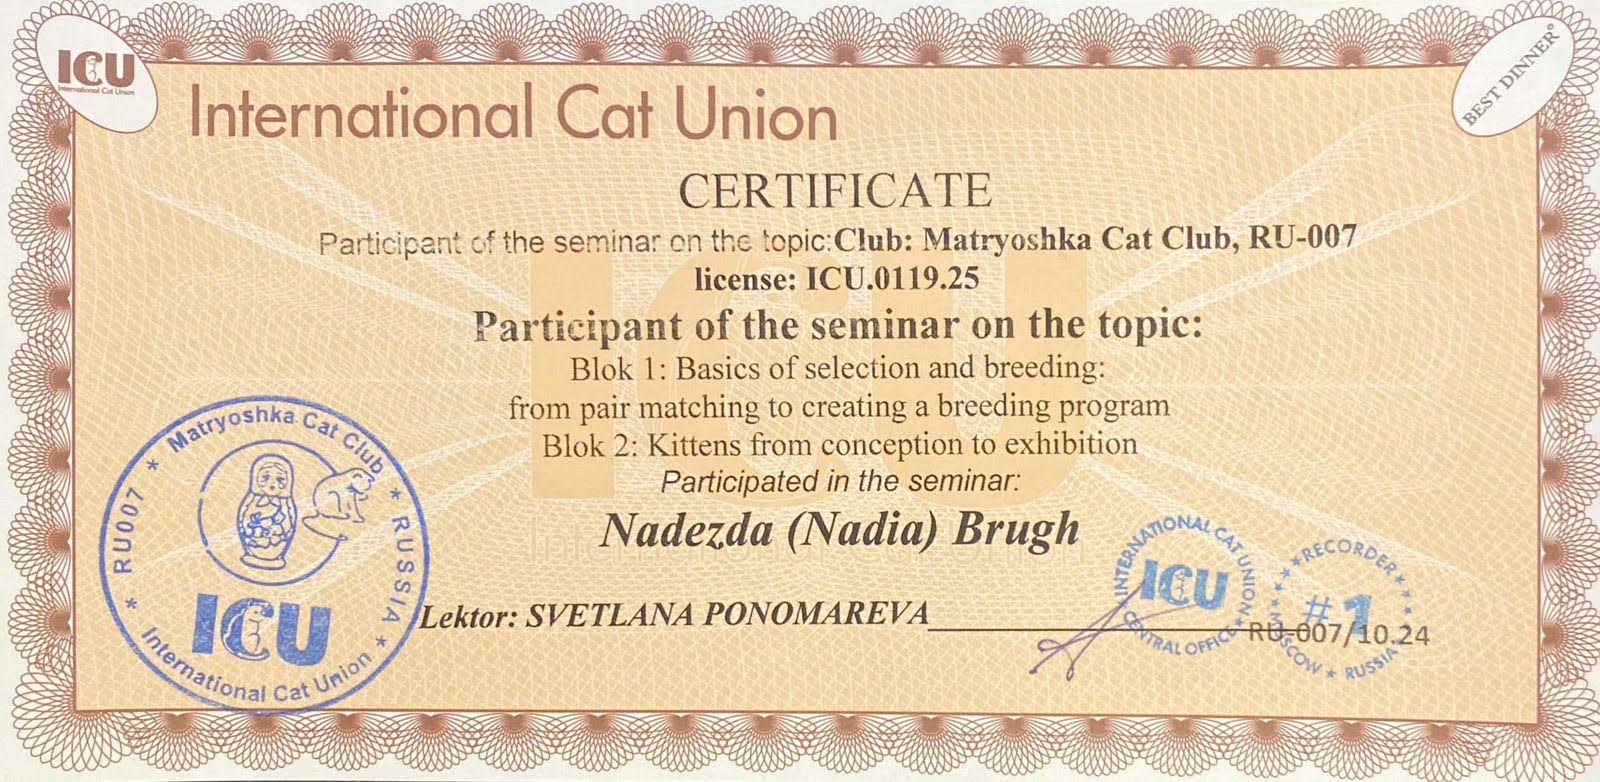 ICU
International Cat Union
BEST DINNER®
International Cat Union
CERTIFICATE
Participant of the seminar on the topic:Club: Matryoshka Cat Club, RU-007
license: ICU.0119.25
Participant of the seminar on the topic:
Blok 1: Basics of selection and breeding:
from pair matching to creating a breeding program
Blok 2: Kittens from conception to exhibition
Participated in the seminar:
Nadezda (Nadia) Brugh
Lektor: SVETLANA PONOMAREVA
RU-007/10.24
RU007 * Matryoshka Cat Club * RUSSIA *
ICU
International Cat Union
INTERNATIONAL CAT UNION
ICU
CENTRAL OFFICE
RECORDER
#1
MOSCOW * RUSSIA
ICU